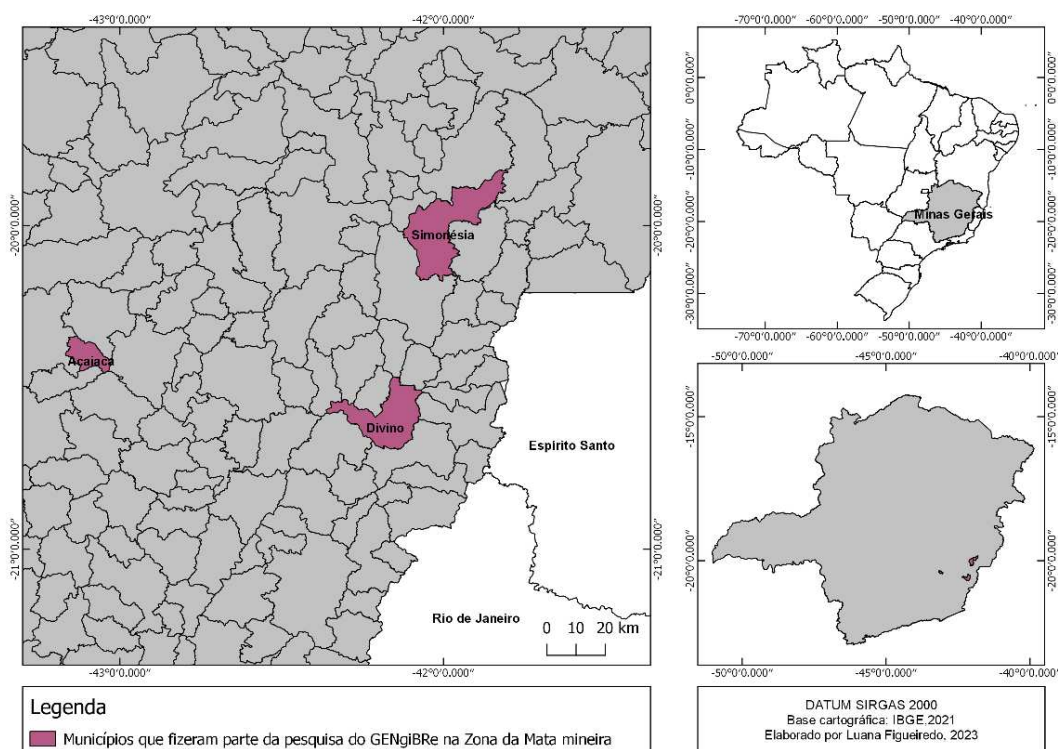 -43°0'0.000"
-42°0'0.000"
-20°0'0.000"
-20°0'0.000"
-21°0'0.000"
-21°0'0.000"
Simonésia
Acaiaca
Divino
Espírito Santo
Rio de Janeiro
0 10 20 km
-43°0'0.000"
-42°0'0.000"
-70°0'0.000" -60°0'0.000" -50°0'0.000" -40°0'0.000"
0°0'0.000"
-10°0'0.000"
-20°0'0.000"
-30°0'0.000"
0°0'0.000"
-10°0'0.000"
-20°0'0.000"
-30°0'0.000"
Minas Gerais
-70°0'0.000" -60°0'0.000" -50°0'0.000" -40°0'0.000"
-50°0'0.000" -45°0'0.000" -40°0'0.000"
-15°0'0.000"
-20°0'0.000"
-15°0'0.000"
-20°0'0.000"
-50°0'0.000" -45°0'0.000" -40°0'0.000"
Legenda
Municípios que fizeram parte da pesquisa do GENgiBRe na Zona da Mata mineira
DATUM SIRGAS 2000
Base cartográfica: IBGE,2021
Elaborado por Luana Figueiredo, 2023